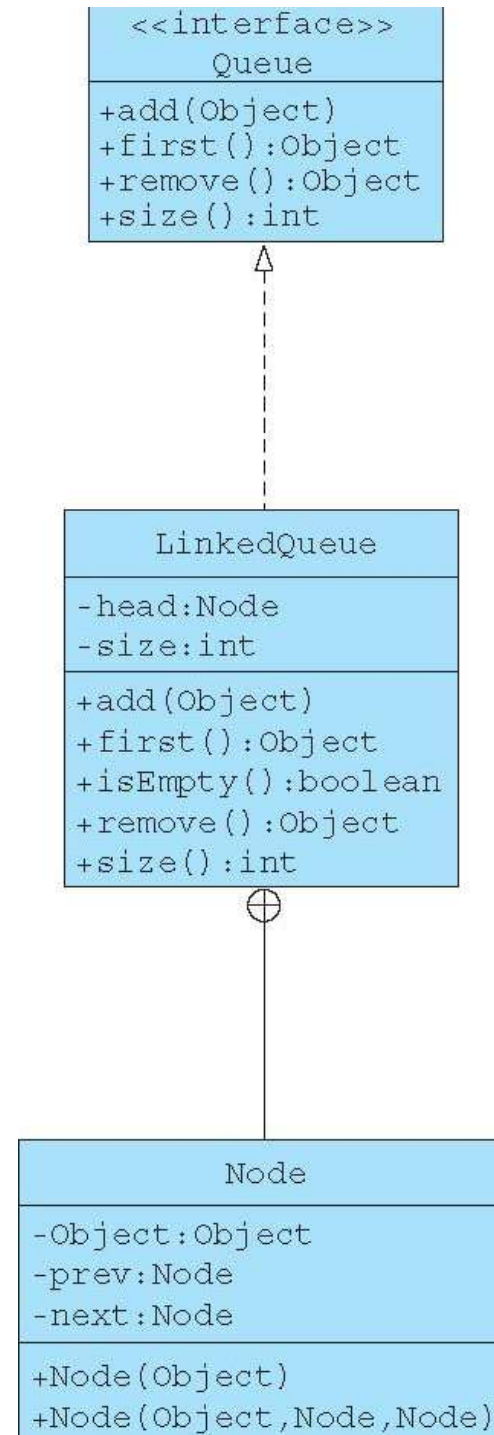 <<interface>>
Queue
+add(Object)
+first():Object
+remove():Object
+size():int
LinkedQueue
-head:Node
-size:int
+add(Object)
+first():Object
+isEmpty():boolean
+remove():Object
+size():int
Node
-Object:Object
-prev:Node
-next:Node
+Node(Object)
+Node(Object,Node,Node)